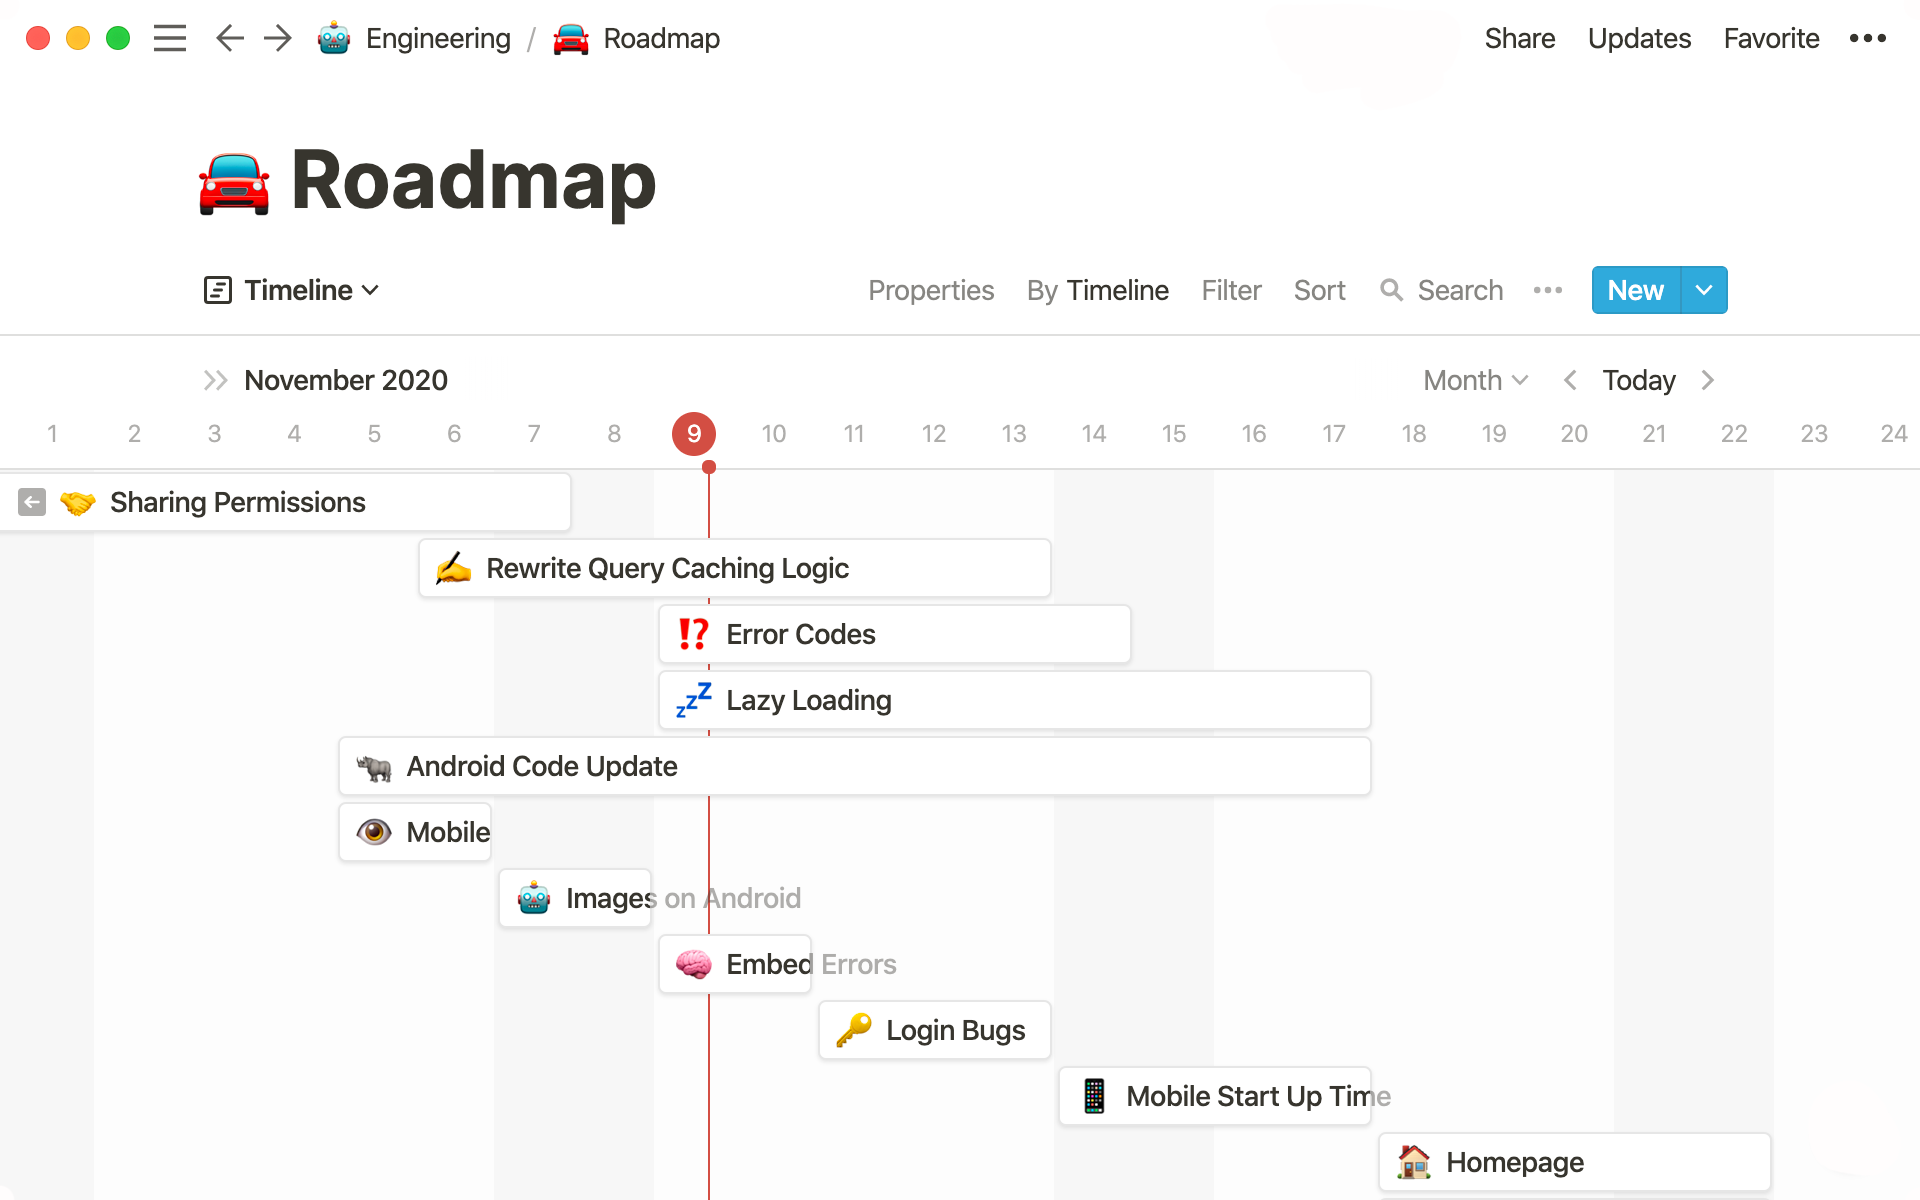 Engineering / Roadmap Share Updates Favorite
Roadmap
Timeline Properties By Timeline Filter Sort Search New
November 2020 Month Today
1 2 3 4 5 6 7 8 9 10 11 12 13 14 15 16 17 18 19 20 21 22 23 24
Sharing Permissions
Rewrite Query Caching Logic
⁉️ Error Codes
💤 Lazy Loading
Android Code Update
Mobile
Images on Android
Embed Errors
Login Bugs
Mobile Start Up Time
Homepage